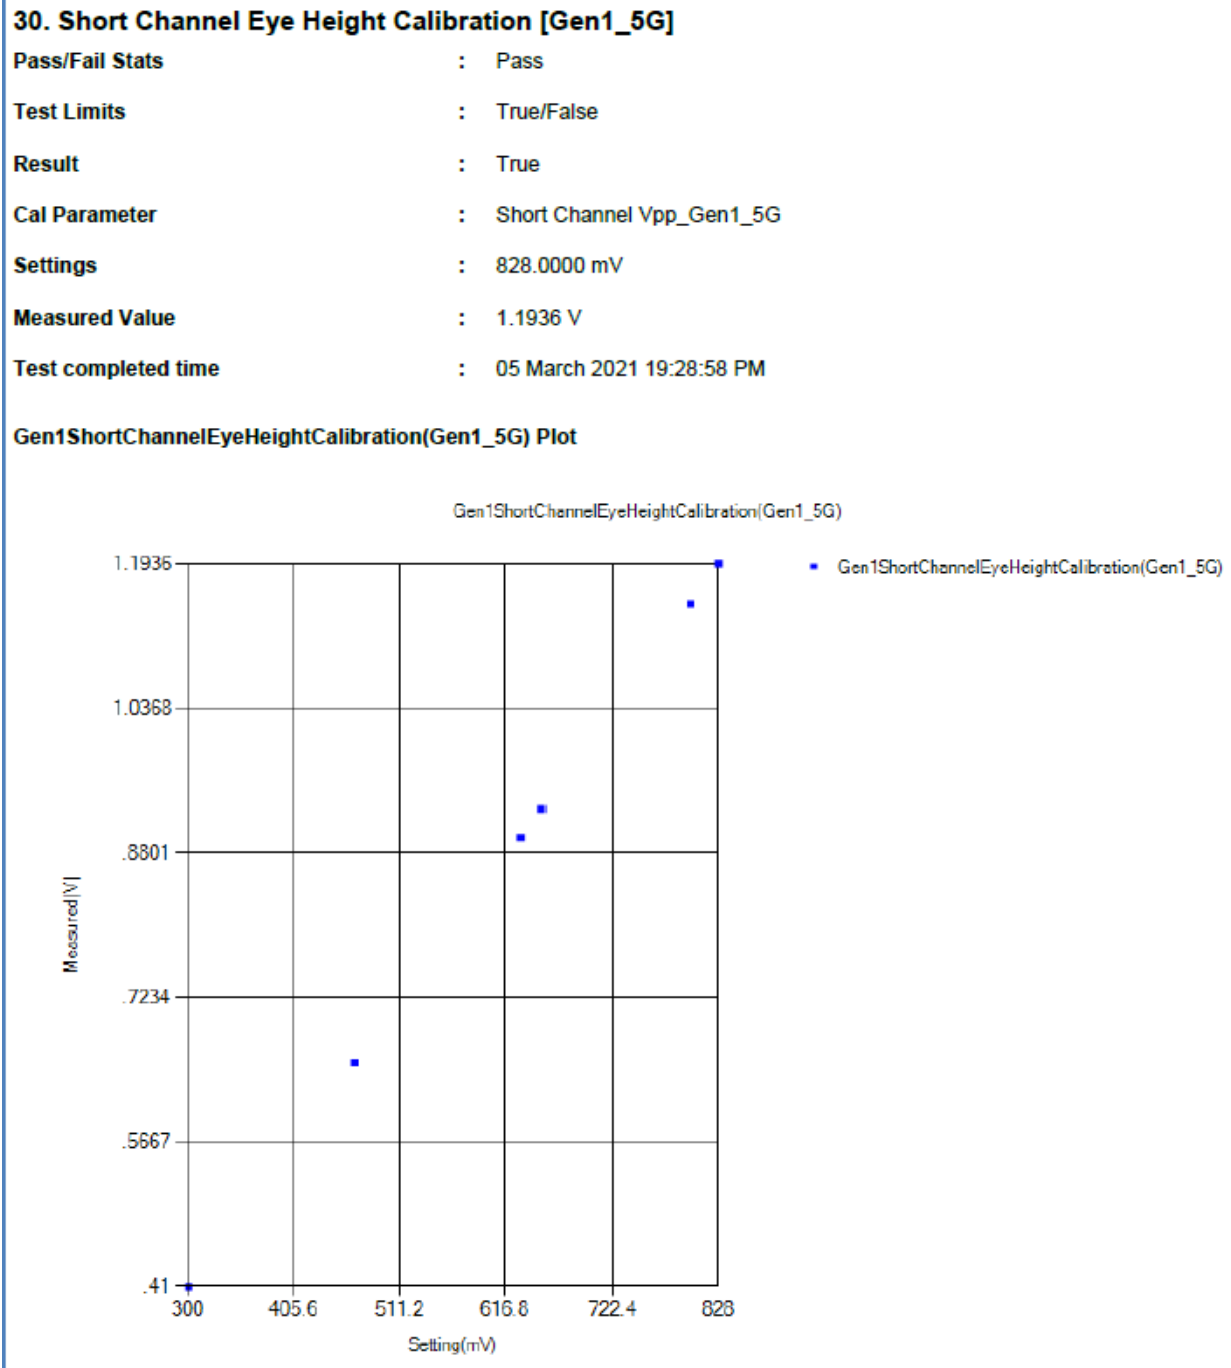 30. Short Channel Eye Height Calibration [Gen1_5G]
Pass/Fail Stats : Pass
Test Limits : True/False
Result : True
Cal Parameter : Short Channel Vpp_Gen1_5G
Settings : 828.0000 mV
Measured Value : 1.1936 V
Test completed time : 05 March 2021 19:28:58 PM
Gen1ShortChannelEyeHeightCalibration(Gen1_5G) Plot
Gen1ShortChannelEyeHeightCalibration(Gen1_5G)
1.1936
Gen1ShortChannelEyeHeightCalibration(Gen1_5G)
1.0368
.8801
Measured[V]
.7234
.5667
.41
300 405.6 511.2 616.8 722.4 828
Setting(mV)